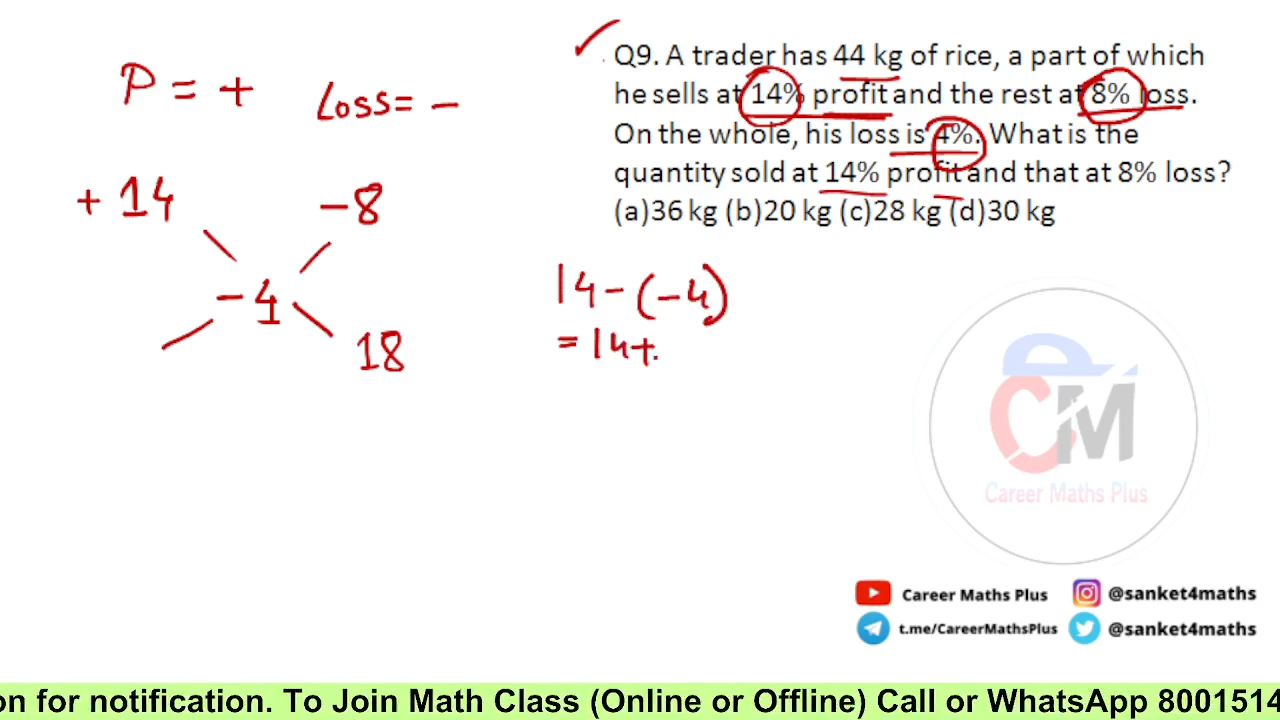 P = +
Loss = -
+ 14
- 8
- 4
18
Q9. A trader has 44 kg of rice, a part of which
he sells at 14% profit and the rest at 8% loss.
On the whole, his loss is 4%. What is the
quantity sold at 14% profit and that at 8% loss?
(a)36 kg (b)20 kg (c)28 kg (d)30 kg
14 - (-4)
= 14+
CM
Career Maths Plus
Career Maths Plus
@sanket4maths
t.me/CareerMathsPlus
@sanket4maths
on for notification. To Join Math Class (Online or Offline) Call or WhatsApp 8001514